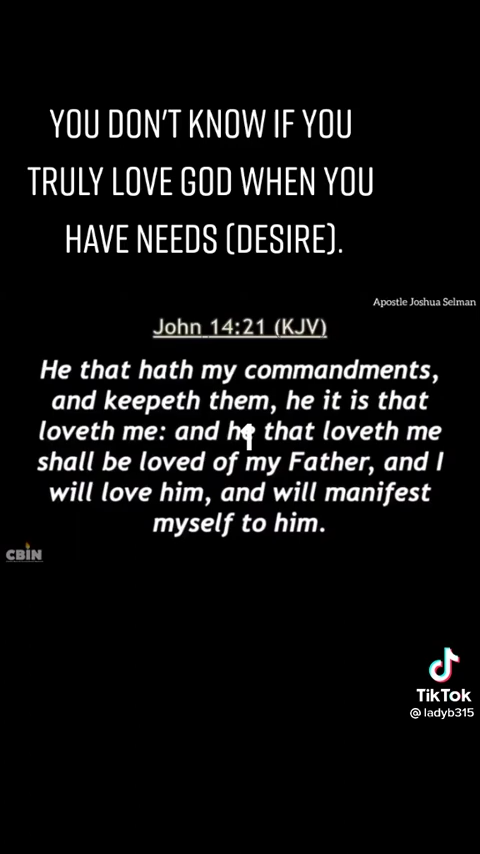 YOU DON'T KNOW IF YOU
TRULY LOVE GOD WHEN YOU
HAVE NEEDS (DESIRE).
Apostle Joshua Selman
John 14:21 (KJV)
He that hath my commandments,
and keepeth them, he it is that
loveth me: and he that loveth me
1
shall be loved of my Father, and I
will love him, and will manifest
myself to him.
CBIN
TikTok
@ ladyb315